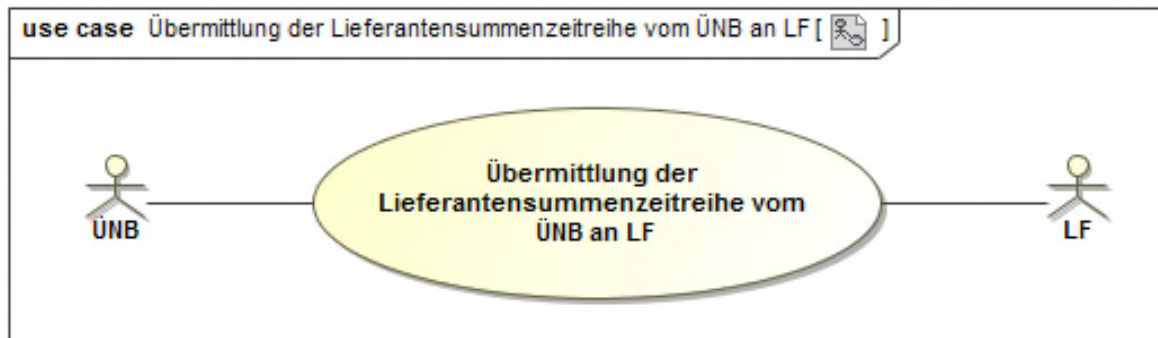 use case Übermittlung der Lieferantensummenzeitreihe vom ÜNB an LF [ ]
Übermittlung der
Lieferantensummenzeitreihe vom
ÜNB an LF
ÜNB
LF